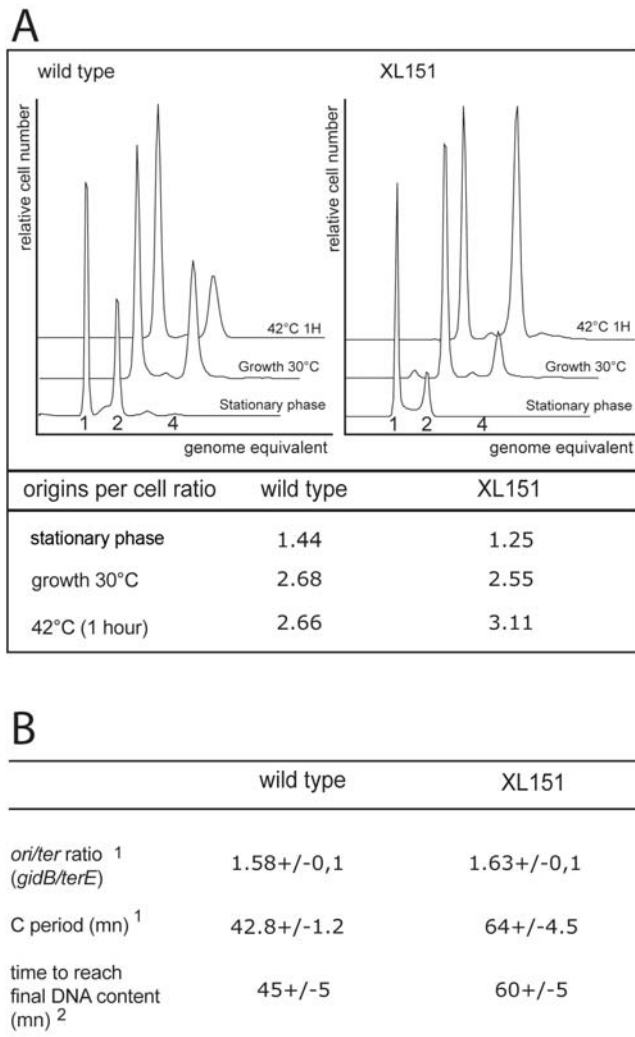 A
wild type
XL151
relative cell number
relative cell number
42°C 1H
Growth 30°C
Stationary phase
1 2 4
genome equivalent
42°C 1H
Growth 30°C
Stationary phase
1 2 4
genome equivalent
origins per cell ratio wild type XL151
stationary phase 1.44 1.25
growth 30°C 2.68 2.55
42°C (1 hour) 2.66 3.11
B
wild type XL151
ori/ter ratio 1
(gidB/terE) 1.58+/-0,1 1.63+/-0,1
C period (mn) 1 42.8+/-1.2 64+/-4.5
time to reach
final DNA content 45+/-5 60+/-5
(mn) 2